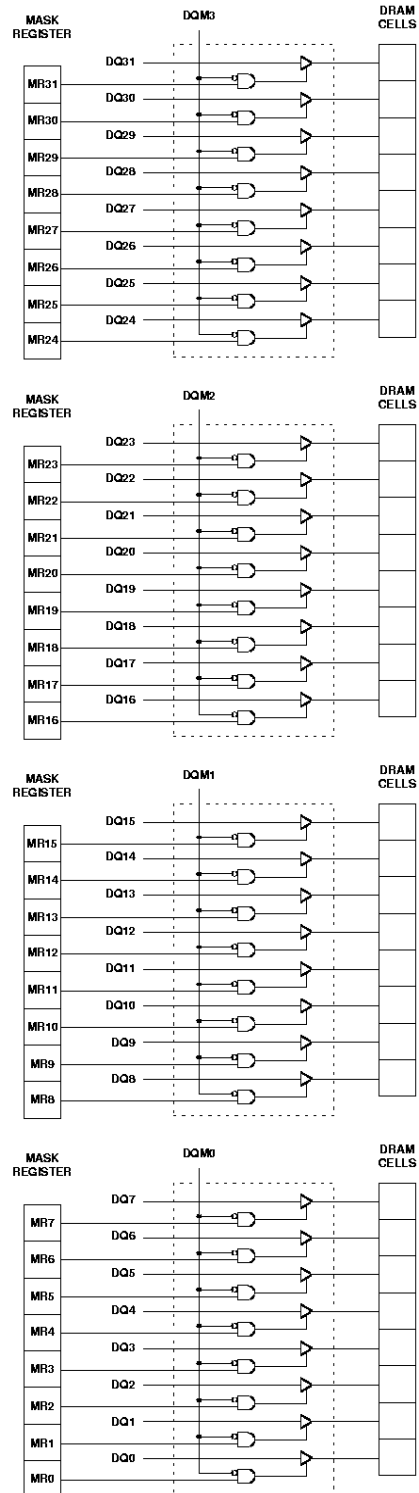 MASK
REGISTER
DQM3
DRAM
CELLS
DQ31
MR31
DQ30
MR30
DQ29
MR29
DQ28
MR28
DQ27
MR27
DQ26
MR26
DQ25
MR25
DQ24
MR24
MASK
REGISTER
DQM2
DRAM
CELLS
DQ23
MR23
DQ22
MR22
DQ21
MR21
DQ20
MR20
DQ19
MR19
DQ18
MR18
DQ17
MR17
DQ16
MR16
MASK
REGISTER
DQM1
DRAM
CELLS
DQ15
MR15
DQ14
MR14
DQ13
MR13
DQ12
MR12
DQ11
MR11
DQ10
MR10
DQ9
MR9
DQ8
MR8
MASK
REGISTER
DQM0
DRAM
CELLS
DQ7
MR7
DQ6
MR6
DQ5
MR5
DQ4
MR4
DQ3
MR3
DQ2
MR2
DQ1
MR1
DQ0
MR0